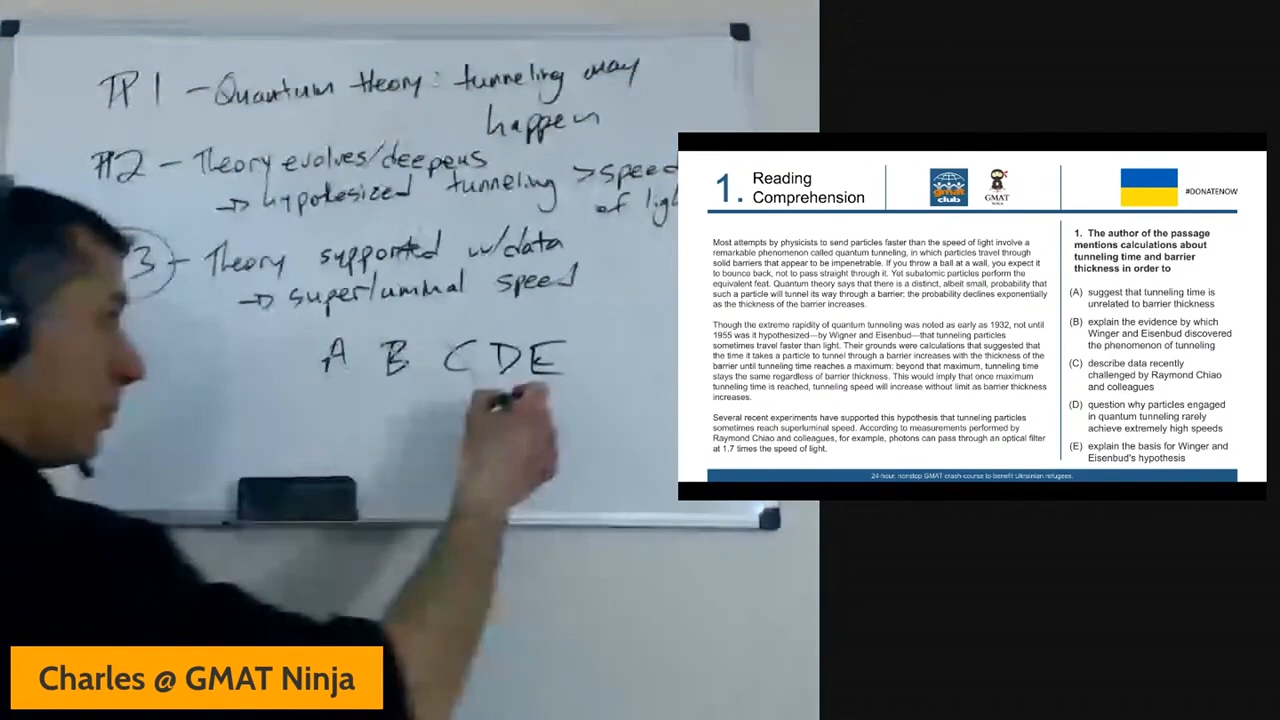 TP1 - Quantum theory: tunneling may
happen
TP2 - Theory evolves/deepens
→ hypothesized tunneling > speed
of ligh
3 - Theory supported w/data
→ superluminal speed
A B C D E
Charles @ GMAT Ninja
1. Reading
Comprehension
gmat
club
GMAT
NINJA
#DONATENOW
Most attempts by physicists to send particles faster than the speed of light involve a
remarkable phenomenon called quantum tunneling, in which particles travel through
solid barriers that appear to be impenetrable. If you throw a ball at a wall, you expect it
to bounce back, not to pass straight through it. Yet subatomic particles perform the
equivalent feat. Quantum theory says that there is a distinct, albeit small, probability that
such a particle will tunnel its way through a barrier; the probability declines exponentially
as the thickness of the barrier increases.
Though the extreme rapidity of quantum tunneling was noted as early as 1932, not until
1955 was it hypothesized—by Wigner and Eisenbud—that tunneling particles
sometimes travel faster than light. Their grounds were calculations that suggested that
the time it takes a particle to tunnel through a barrier increases with the thickness of the
barrier until tunneling time reaches a maximum; beyond that maximum, tunneling time
stays the same regardless of barrier thickness. This would imply that once maximum
tunneling time is reached, tunneling speed will increase without limit as barrier thickness
increases.
Several recent experiments have supported this hypothesis that tunneling particles
sometimes reach superluminal speed. According to measurements performed by
Raymond Chiao and colleagues, for example, photons can pass through an optical filter
at 1.7 times the speed of light.
1. The author of the passage
mentions calculations about
tunneling time and barrier
thickness in order to
(A) suggest that tunneling time is
unrelated to barrier thickness
(B) explain the evidence by which
Winger and Eisenbud discovered
the phenomenon of tunneling
(C) describe data recently
challenged by Raymond Chiao
and colleagues
(D) question why particles engaged
in quantum tunneling rarely
achieve extremely high speeds
(E) explain the basis for Winger and
Eisenbud's hypothesis
24-hour, nonstop GMAT crash-course to benefit Ukrainian refugees.